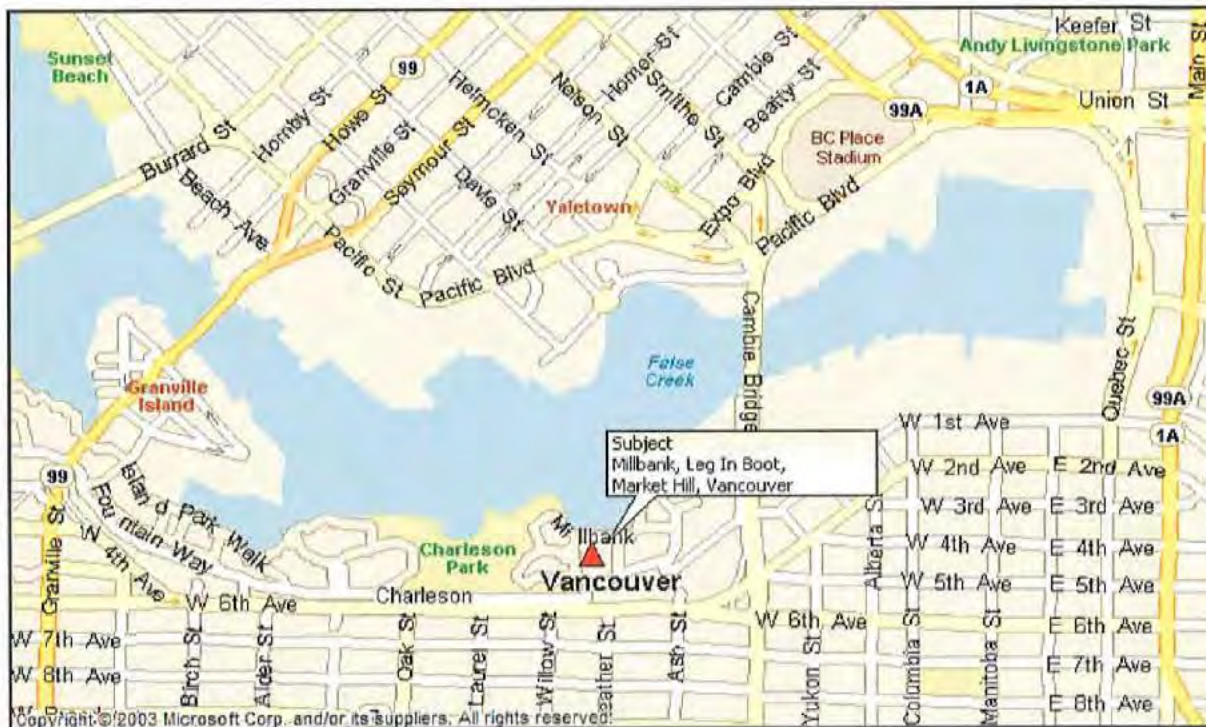 Sunset
Beach
99
Keefer St
Andy Livingstone Park
Main St
1A
Union St
99A
BC Place
Stadium
Burrard St
Hornby St
Howe St
Granville St
Seymour St
Helmcken St
Nelson St
Homer St
Smithe St
Cambie St
Beatty St
Beach Ave
Davie St
Yaletown
Expo Blvd
Pacific Blvd
Pacific St
Pacific Blvd
Cambie Bridge
False
Creek
Granville
Island
Quebec St
99A
1A
W 1st Ave
Subject
Millbank, Leg In Boot,
Market Hill, Vancouver
W 2nd Ave
E 2nd Ave
99
Island Park Walk
Fountain Way
W 3rd Ave
E 3rd Ave
Millbank
Charleson
Park
Vancouver
Alberta S
W 4th Ave
E 4th Ave
Granville St
W 4th Ave
W 5th Ave
E 5th Ave
Charleson
W 6th Ave
W 6th Ave
E 6th Ave
W 7th Ave
E 7th Ave
W 8th Ave
E 8th Ave
Birch St
Alder St
Oak St
Laurel St
Willow St
eather St
Ash St
Yukon St
Columbia St
Manitoba St
Copyright © 2003 Microsoft Corp. and/or its suppliers. All rights reserved.